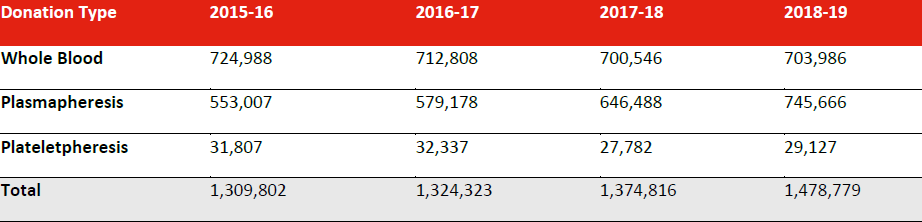 Donation Type 2015-16 2016-17 2017-18 2018-19
Whole Blood 724,988 712,808 700,546 703,986
Plasmapheresis 553,007 579,178 646,488 745,666
Plateletpheresis 31,807 32,337 27,782 29,127
Total 1,309,802 1,324,323 1,374,816 1,478,779